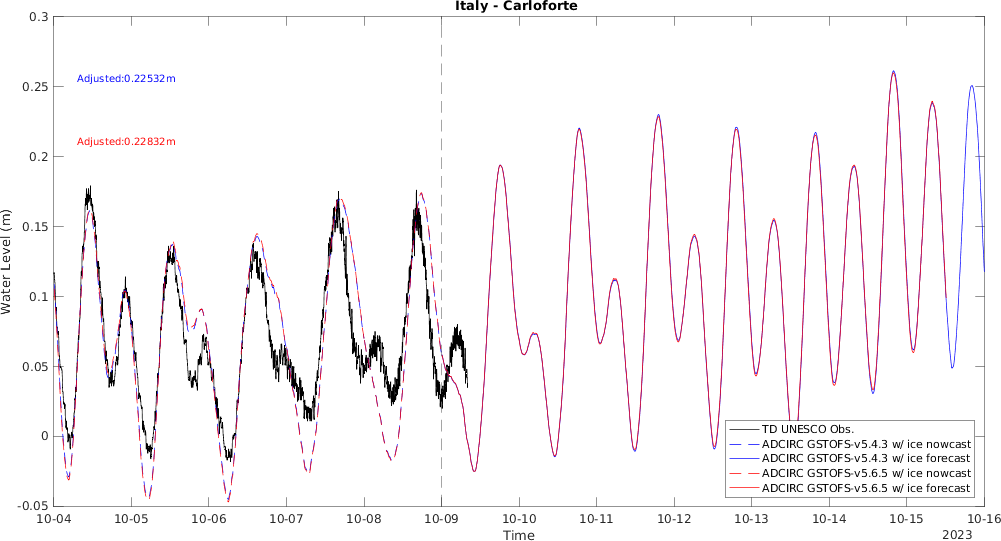 Italy - Carloforte
0.3
0.25
0.2
0.15
0.1
0.05
0
-0.05
Water Level (m)
Adjusted:0.22532m
Adjusted:0.22832m
TD UNESCO Obs.
ADCIRC GSTOFS-v5.4.3 w/ ice nowcast
ADCIRC GSTOFS-v5.4.3 w/ ice forecast
ADCIRC GSTOFS-v5.6.5 w/ ice nowcast
ADCIRC GSTOFS-v5.6.5 w/ ice forecast
10-04 10-05 10-06 10-07 10-08 10-09 10-10 10-11 10-12 10-13 10-14 10-15 10-16
Time
2023